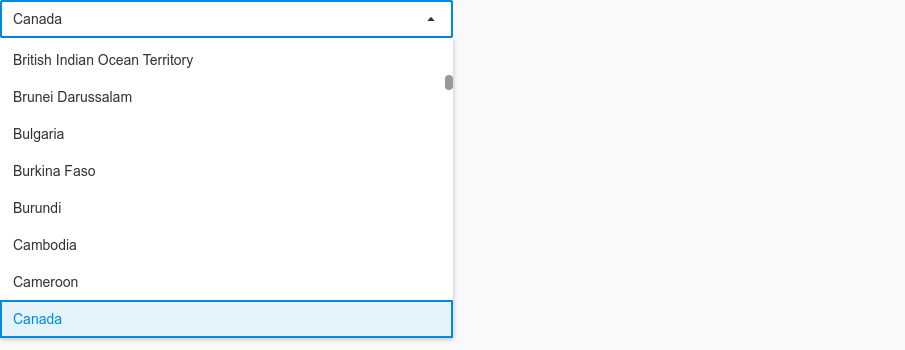 Canada
British Indian Ocean Territory
Brunei Darussalam
Bulgaria
Burkina Faso
Burundi
Cambodia
Cameroon
Canada